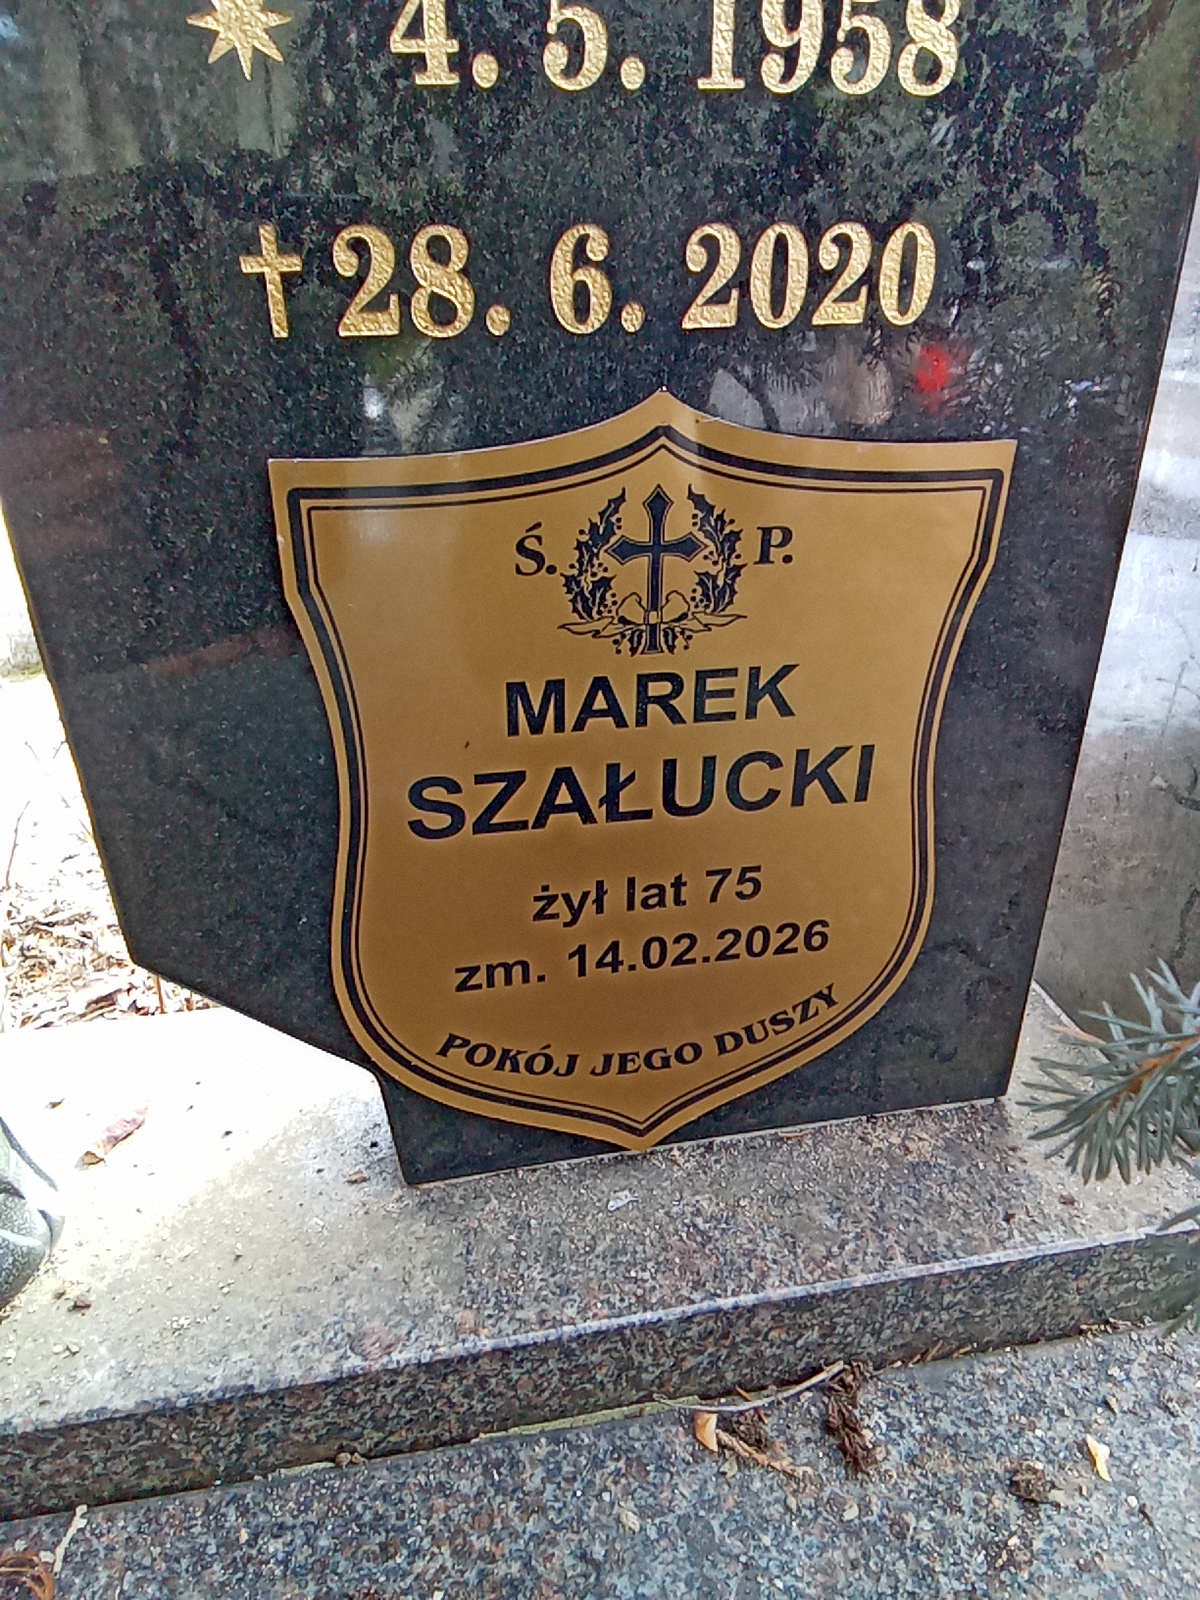 4. 5. 1958
28. 6. 2020
Ś. P.
MAREK
SZAŁUCKI
żył lat 75
zm. 14.02.2026
POKÓJ JEGO DUSZY